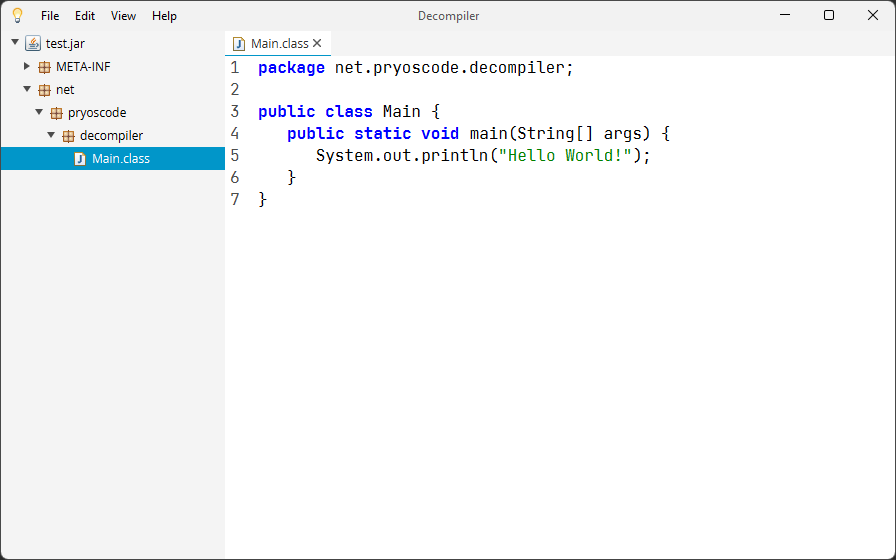 File Edit View Help Decompiler
test.jar
META-INF
net
pryoscode
decompiler
Main.class
Main.class
1 package net.pryoscode.decompiler;
2
3 public class Main {
4    public static void main(String[] args) {
5       System.out.println("Hello World!");
6    }
7 }